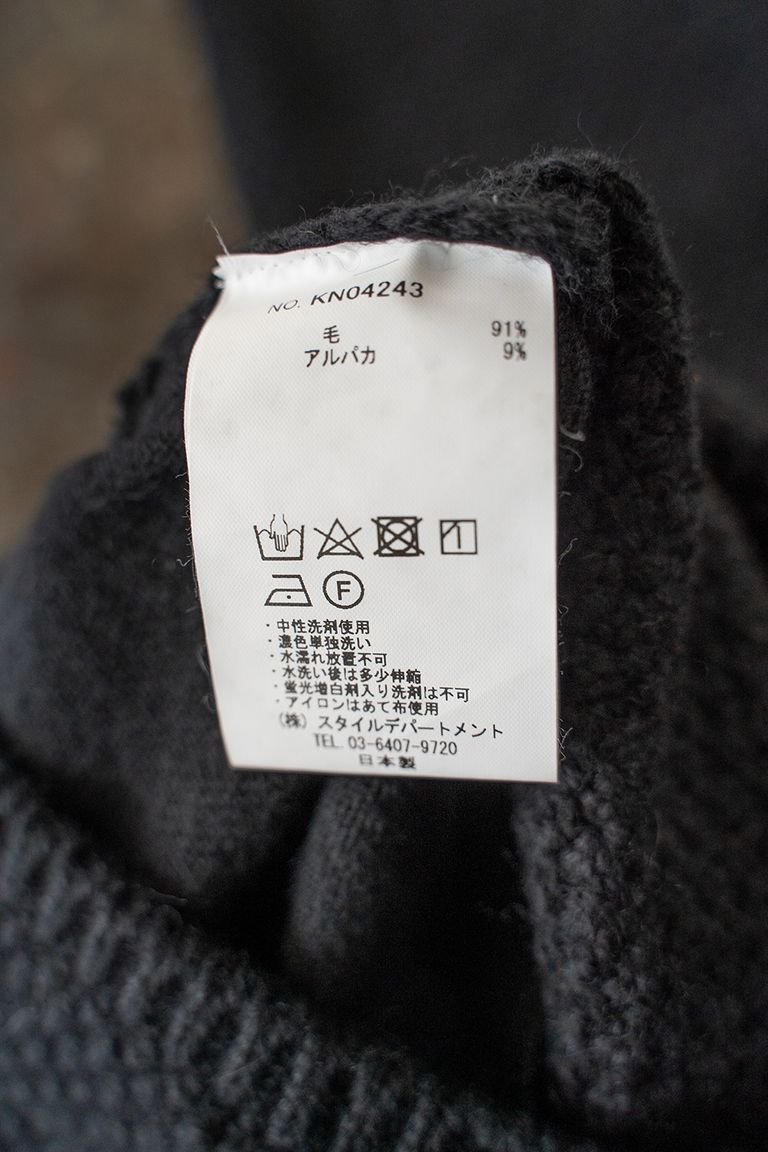 NO. KN04243
毛 91%
アルパカ 9%
F
・中性洗剤使用
・濃色単独洗い
・水濡れ放置不可
・水洗い後は多少伸縮
・蛍光増白剤入り洗剤は不可
・アイロンはあて布使用
(株) スタイルデパートメント
TEL. 03-6407-9720
日本製